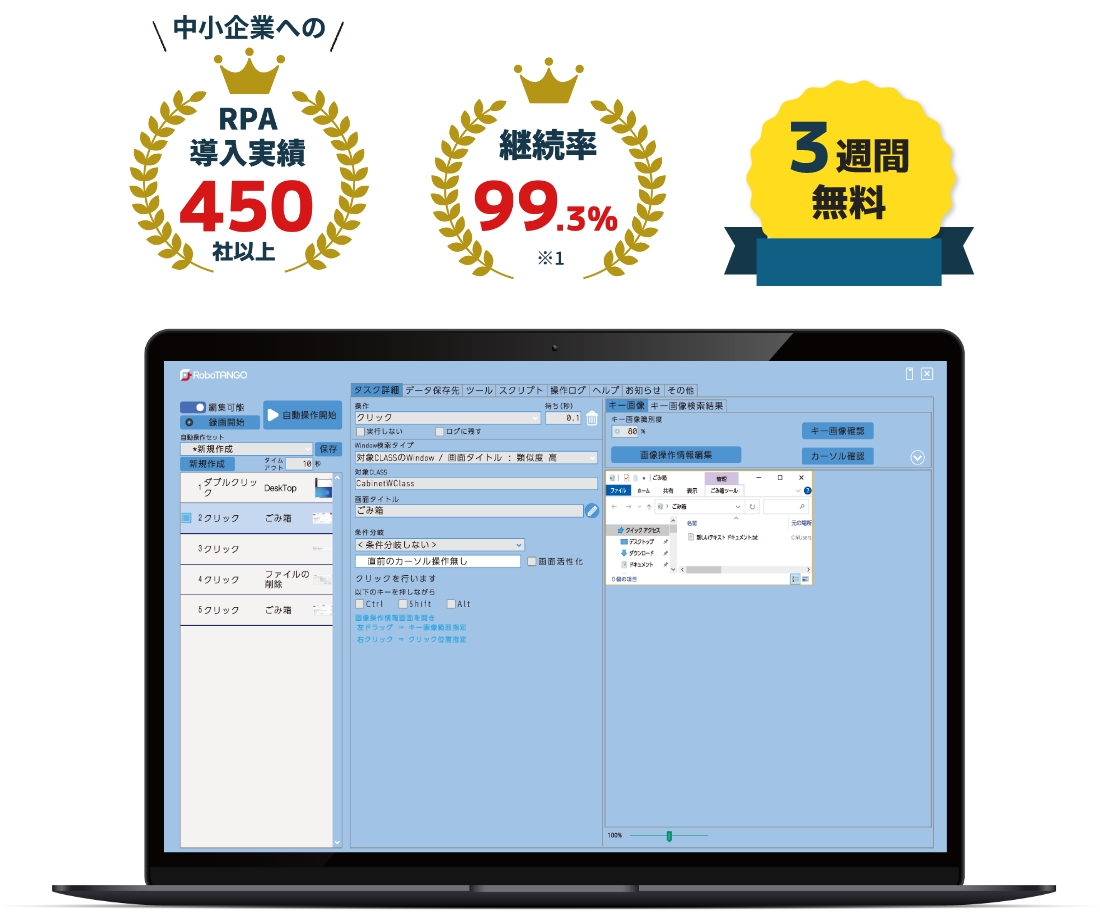 中小企業への
RPA
導入実績
450
社以上
継続率
99.3%
※1
3週間
無料
RoboTANGO
編集可能
録画開始
自動操作開始
自動操作セット
*新規作成
保存
新規作成
タイム
アウト
10 秒
1 ダブルクリック DeskTop
2 クリック ごみ箱
3 クリック
4 クリック ファイルの削除
5 クリック ごみ箱
タスク詳細 データ保存先 ツール スクリプト 操作ログ ヘルプ お知らせ その他
操作
待ち(秒)
クリック
0.1
実行しない
ログに残す
Window検索タイプ
対象CLASSのWindow / 画面タイトル : 類似度 高
対象CLASS
CabinetWClass
画面タイトル
ごみ箱
条件分岐
<条件分岐しない>
直前のカーソル操作無し
画面活性化
クリックを行います
以下のキーを押しながら
Ctrl Shift Alt
画像操作情報画面を開き
左ドラッグ ⇒ キー画像範囲指定
右クリック ⇒ クリック位置指定
キー画像 キー画像検索結果
キー画像識別度
80 %
キー画像確認
画像操作情報編集
カーソル確認
ごみ箱
管理
ファイル ホーム 共有 表示 ごみ箱ツール
ごみ箱
名前
元の場所
クイック アクセス
新しいテキスト ドキュメント.txt
C:¥Users
デスクトップ
ダウンロード
ドキュメント
0 個の項目
100%